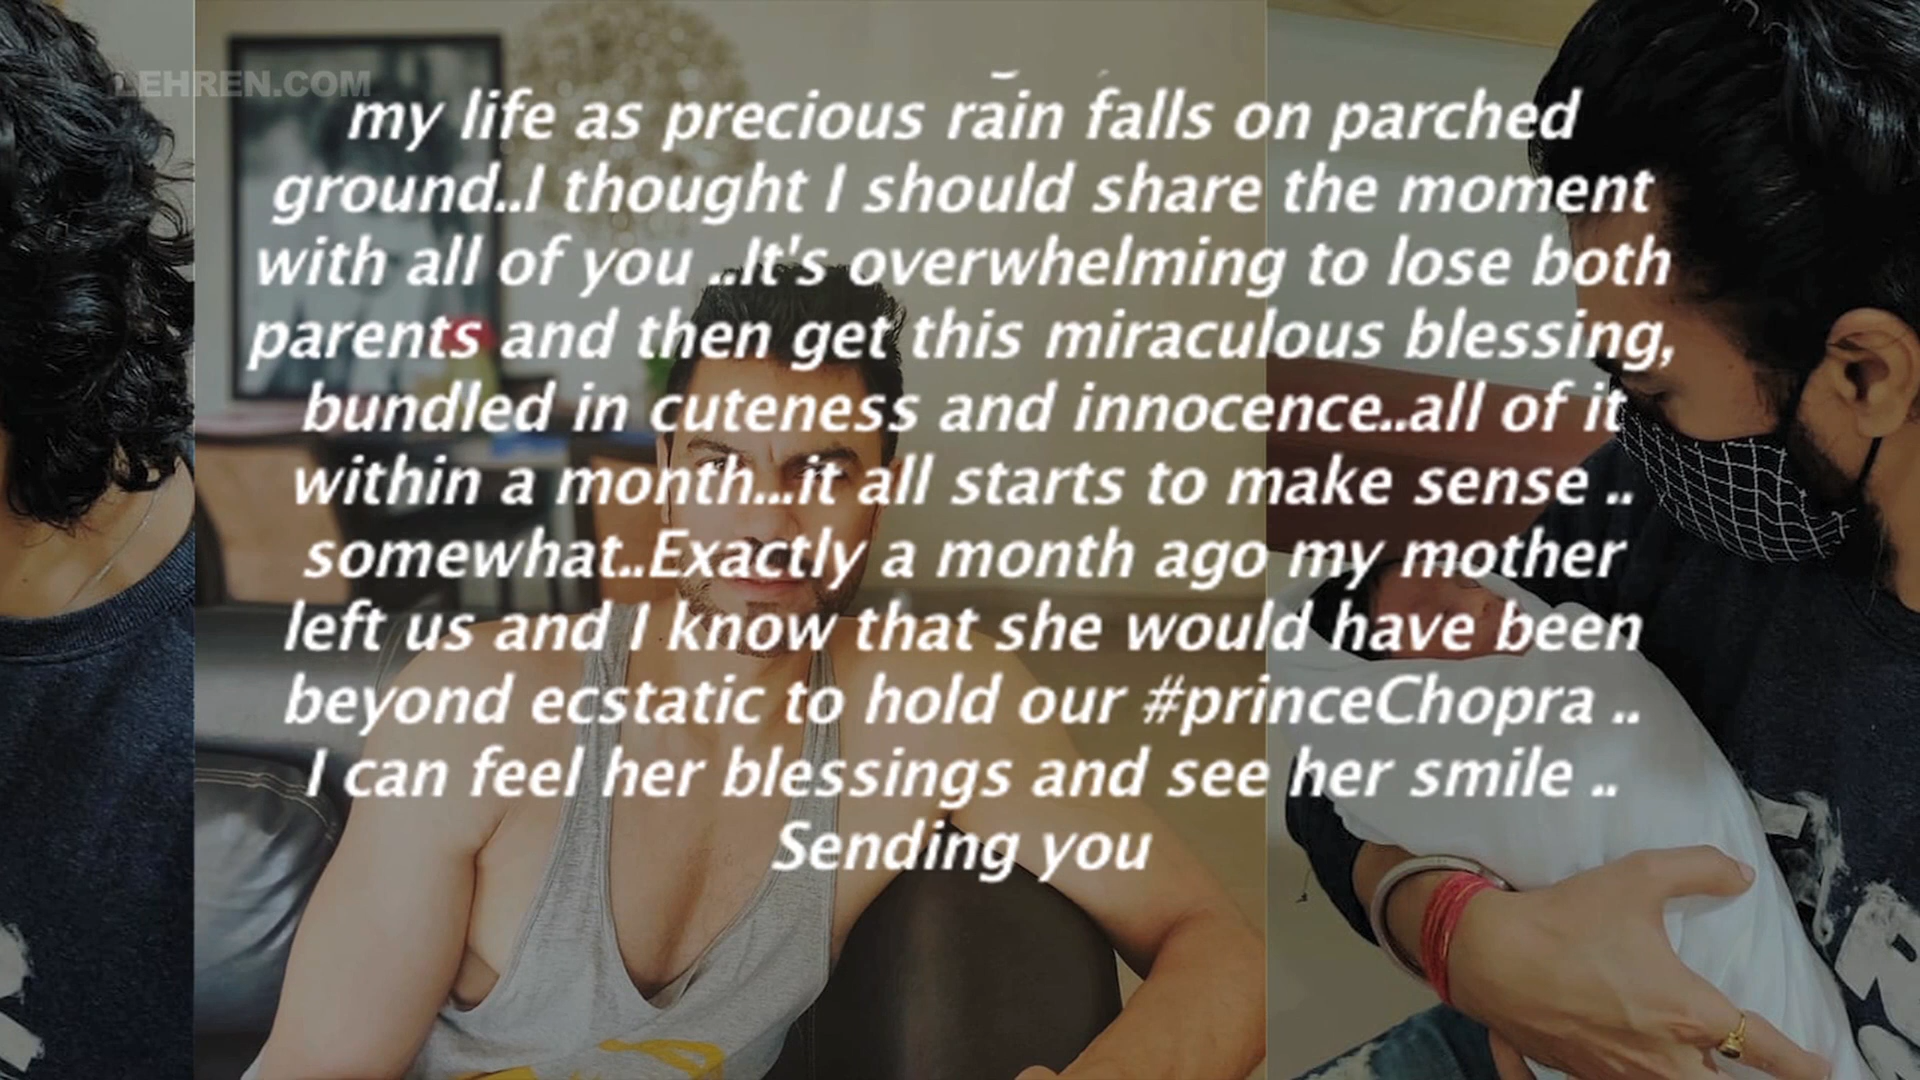 LEHREN.COM
my life as precious rain falls on parched
ground..I thought I should share the moment
with all of you ..It's overwhelming to lose both
parents and then get this miraculous blessing,
bundled in cuteness and innocence..all of it
within a month...it all starts to make sense ..
somewhat..Exactly a month ago my mother
left us and I know that she would have been
beyond ecstatic to hold our #princeChopra ..
I can feel her blessings and see her smile ..
Sending you